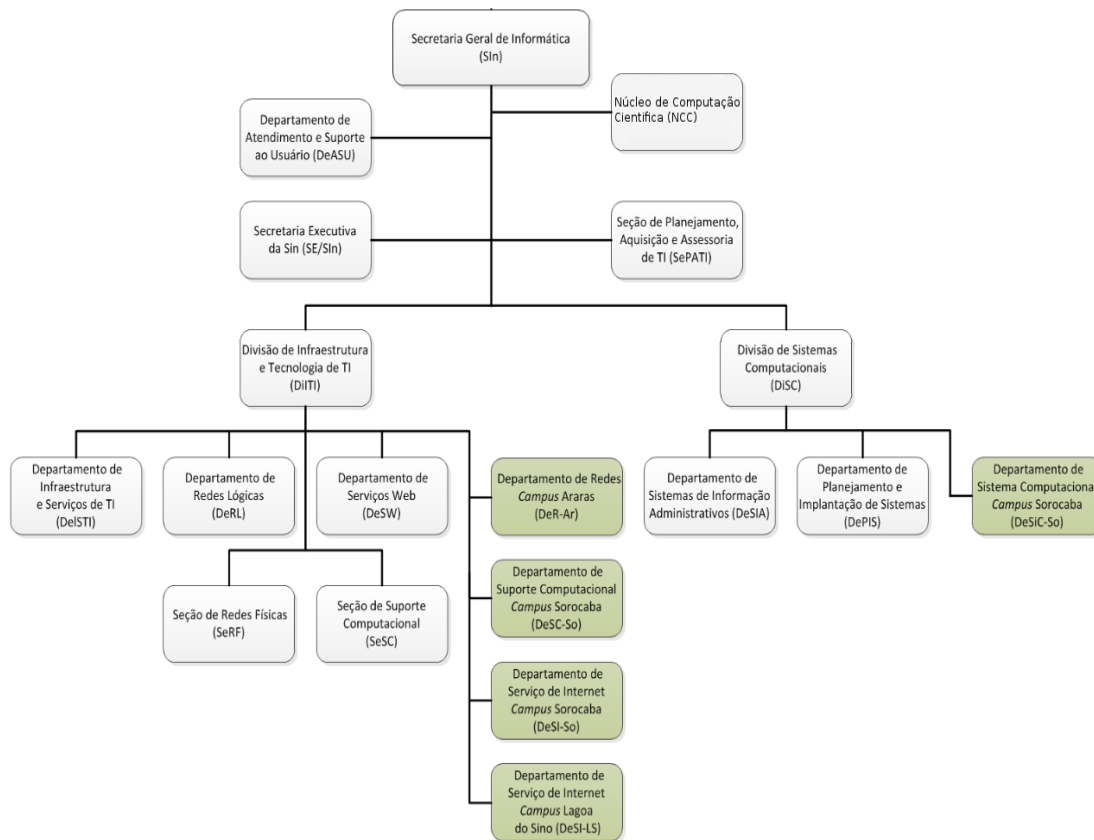 Secretaria Geral de Informática
(SIn)
Núcleo de Computação
Científica (NCC)
Departamento de
Atendimento e Suporte
ao Usuário (DeASU)
Secretaria Executiva
da Sin (SE/SIn)
Seção de Planejamento,
Aquisição e Assessoria
de TI (SePATI)
Divisão de Infraestrutura
e Tecnologia de TI
(DiITI)
Divisão de Sistemas
Computacionais
(DiSC)
Departamento de
Infraestrutura
e Serviços de TI
(DeISTI)
Departamento de
Redes Lógicas
(DeRL)
Departamento de
Serviços Web
(DeSW)
Departamento de Redes
Campus Araras
(DeR-Ar)
Departamento de
Sistemas de Informação
Administrativos (DeSIA)
Departamento de
Planejamento e
Implantação de Sistemas
(DePIS)
Departamento de
Sistema Computaciona
Campus Sorocaba
(DeSiC-So)
Seção de Redes Físicas
(SeRF)
Seção de Suporte
Computacional
(SeSC)
Departamento de
Suporte Computacional
Campus Sorocaba
(DeSC-So)
Departamento de
Serviço de Internet
Campus Sorocaba
(DeSI-So)
Departamento de
Serviço de Internet
Campus Lagoa
do Sino (DeSI-LS)